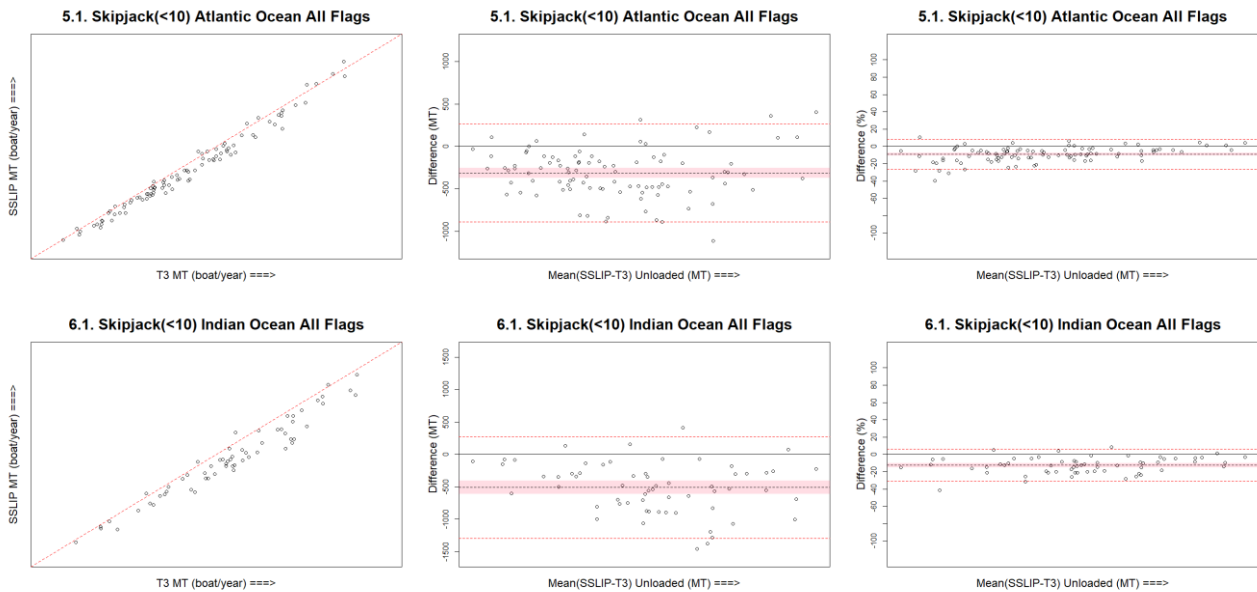 5.1. Skipjack(<10) Atlantic Ocean All Flags
SSLIP MT (boat/year) ====>
T3 MT (boat/year) ===>
5.1. Skipjack(<10) Atlantic Ocean All Flags
Difference (MT)
1000
500
0
-500
-1000
Mean(SSLIP-T3) Unloaded (MT) ===>
5.1. Skipjack(<10) Atlantic Ocean All Flags
Difference (%)
100
80
60
40
20
0
-20
-40
-60
-100
Mean(SSLIP-T3) Unloaded (MT) ===>
6.1. Skipjack(<10) Indian Ocean All Flags
SSLIP MT (boat/year) ====>
T3 MT (boat/year) ===>
6.1. Skipjack(<10) Indian Ocean All Flags
Difference (MT)
1500
1000
500
0
-500
-1000
-1500
Mean(SSLIP-T3) Unloaded (MT) ===>
6.1. Skipjack(<10) Indian Ocean All Flags
Difference (%)
100
80
60
40
20
0
-20
-40
-60
-100
Mean(SSLIP-T3) Unloaded (MT) ===>